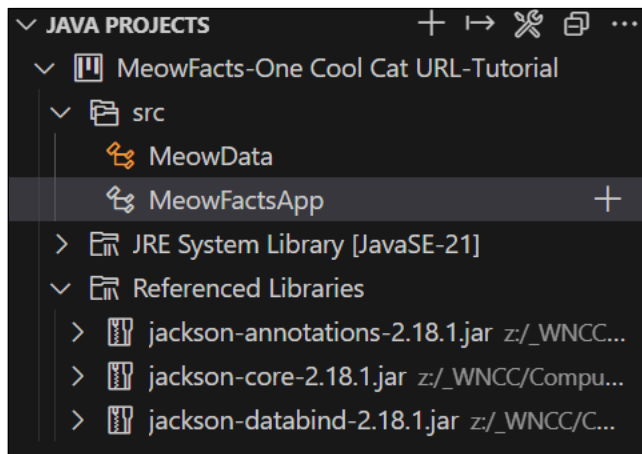 JAVA PROJECTS
MeowFacts-One Cool Cat URL-Tutorial
src
MeowData
MeowFactsApp
JRE System Library [JavaSE-21]
Referenced Libraries
jackson-annotations-2.18.1.jar z:/_WNCC...
jackson-core-2.18.1.jar z:/_WNCC/Compu...
jackson-databind-2.18.1.jar z:/_WNCC/C...